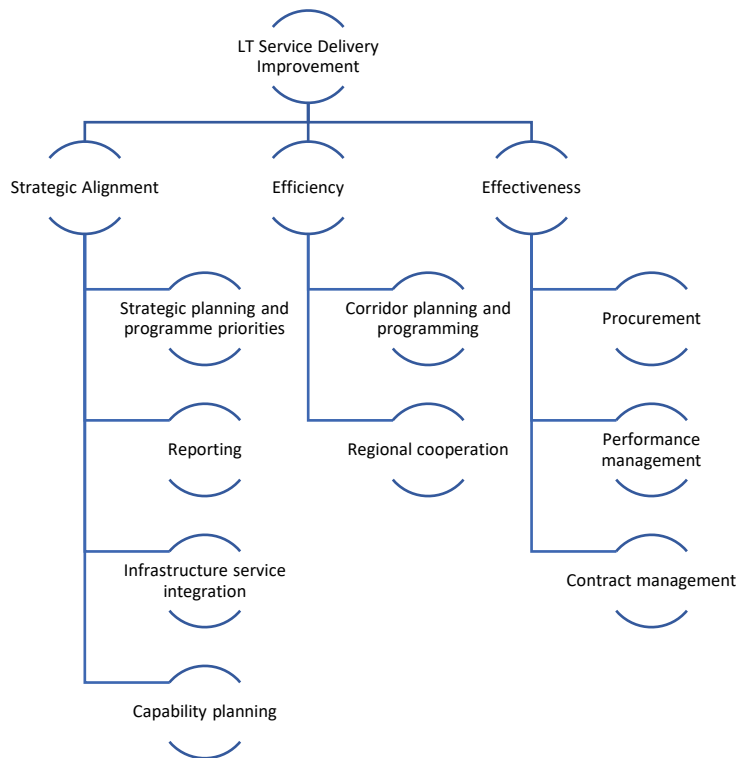 LT Service Delivery
Improvement
Strategic Alignment
Efficiency
Effectiveness
Strategic planning and
programme priorities
Corridor planning and
programming
Procurement
Reporting
Regional cooperation
Performance
management
Infrastructure service
integration
Contract management
Capability planning